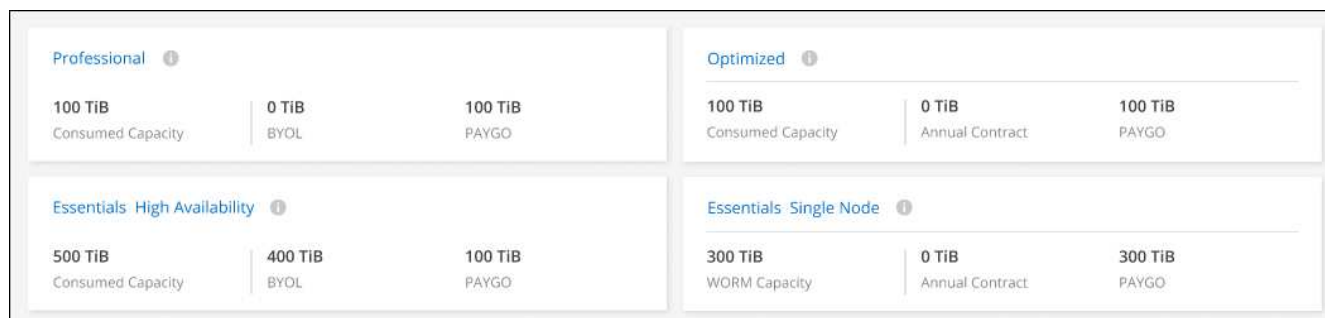 Professional
100 TiB 0 TiB 100 TiB
Consumed Capacity BYOL PAYGO
Optimized
100 TiB 0 TiB 100 TiB
Consumed Capacity Annual Contract PAYGO
Essentials High Availability
500 TiB 400 TiB 100 TiB
Consumed Capacity BYOL PAYGO
Essentials Single Node
300 TiB 0 TiB 300 TiB
WORM Capacity Annual Contract PAYGO